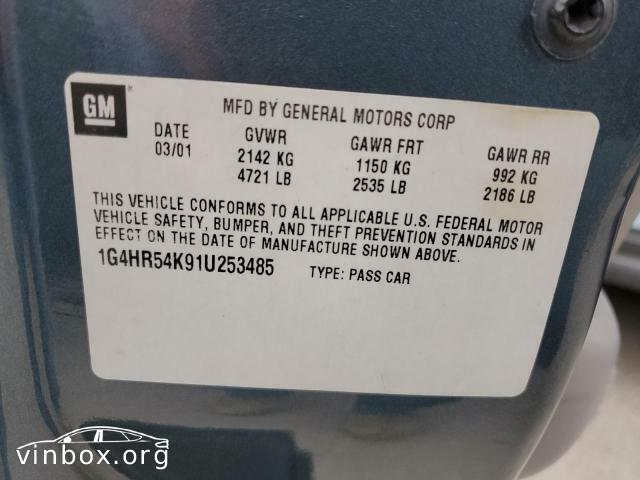 GM
MFD BY GENERAL MOTORS CORP
DATE GVWR GAWR FRT GAWR RR
03/01 2142 KG 1150 KG 992 KG
4721 LB 2535 LB 2186 LB
THIS VEHICLE CONFORMS TO ALL APPLICABLE U.S. FEDERAL MOTOR
VEHICLE SAFETY, BUMPER, AND THEFT PREVENTION STANDARDS IN
EFFECT ON THE DATE OF MANUFACTURE SHOWN ABOVE.
1G4HR54K91U253485 TYPE: PASS CAR
vinbox.org